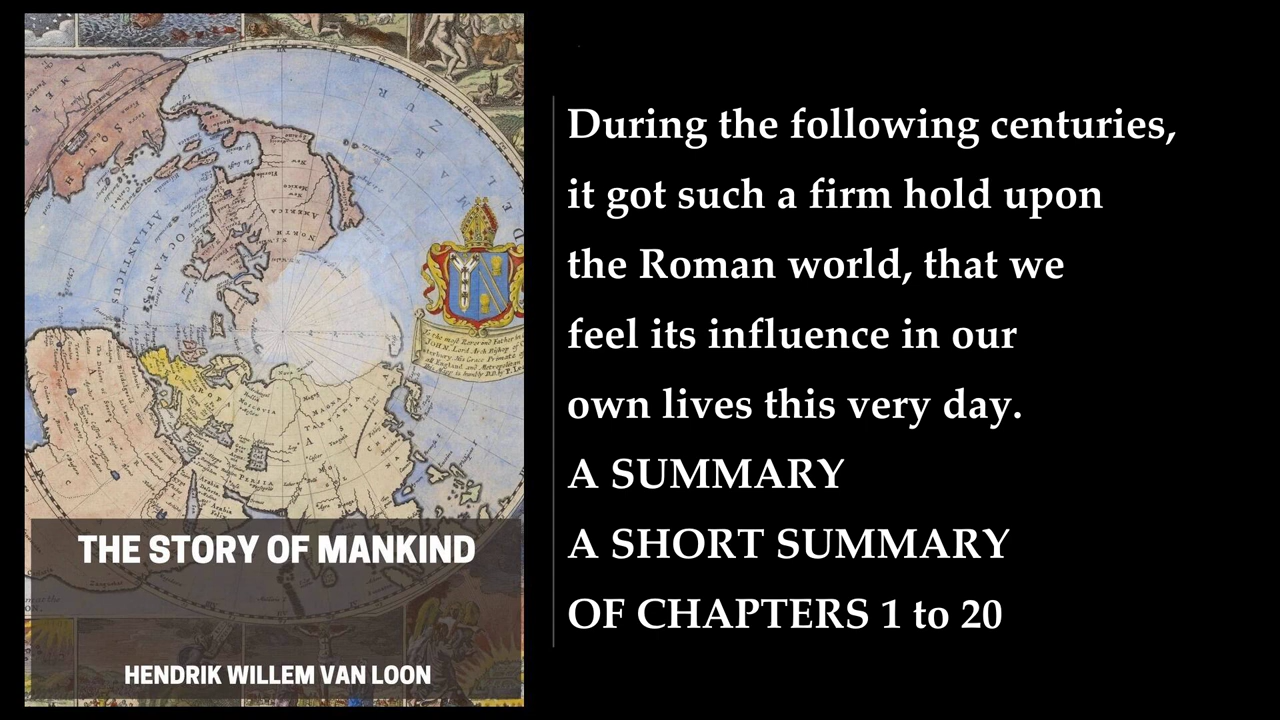 THE STORY OF MANKIND
HENDRIK WILLEM VAN LOON
During the following centuries,
it got such a firm hold upon
the Roman world, that we
feel its influence in our
own lives this very day.
A SUMMARY
A SHORT SUMMARY
OF CHAPTERS 1 to 20